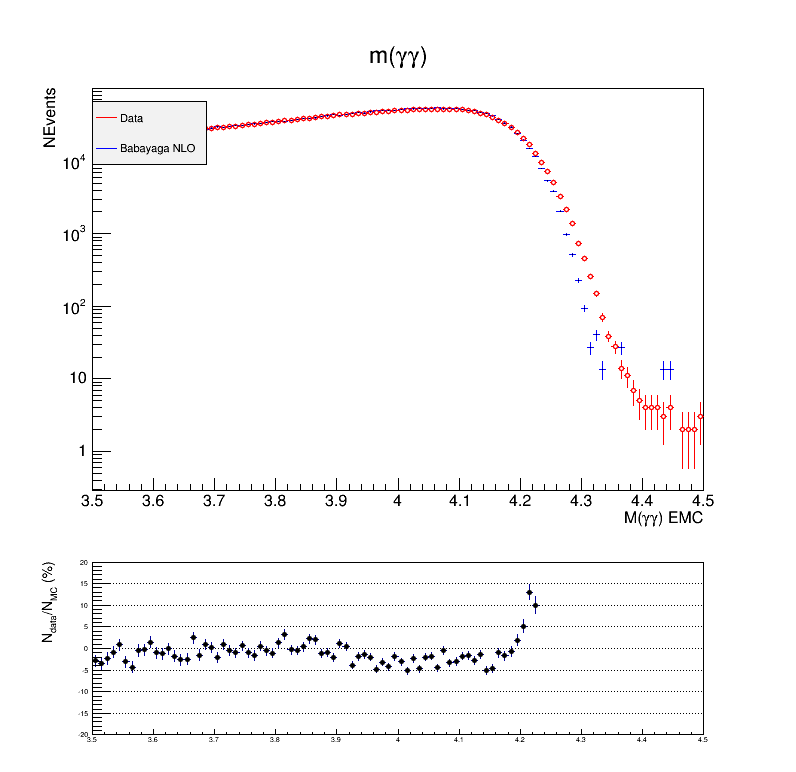 m(γγ)
NEvents
Data
Babayaga NLO
10⁴
10³
10²
10
1
3.5 3.6 3.7 3.8 3.9 4 4.1 4.2 4.3 4.4 4.5
M(γγ) EMC
N_data/N_MC (%)
20
15
10
5
0
-5
-10
-15
-20
3.5 3.6 3.7 3.8 3.9 4 4.1 4.2 4.3 4.4 4.5